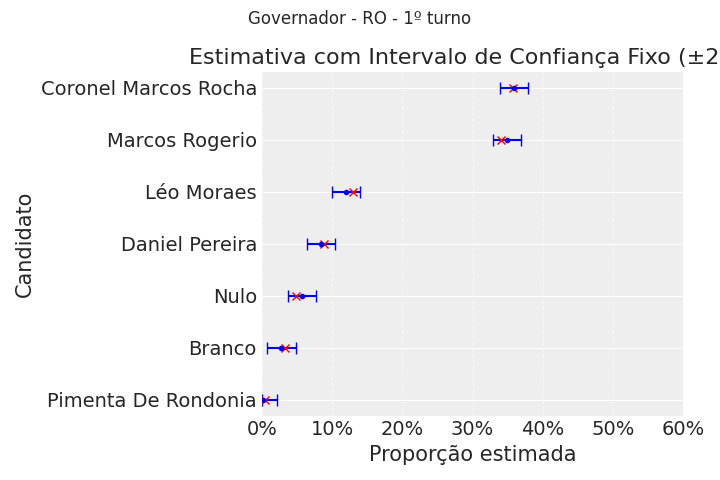 Governador - RO - 1º turno
Estimativa com Intervalo de Confiança Fixo (±2
Coronel Marcos Rocha
Marcos Rogerio
Léo Moraes
Daniel Pereira
Nulo
Branco
Pimenta De Rondonia
Candidato
0% 10% 20% 30% 40% 50% 60%
Proporção estimada